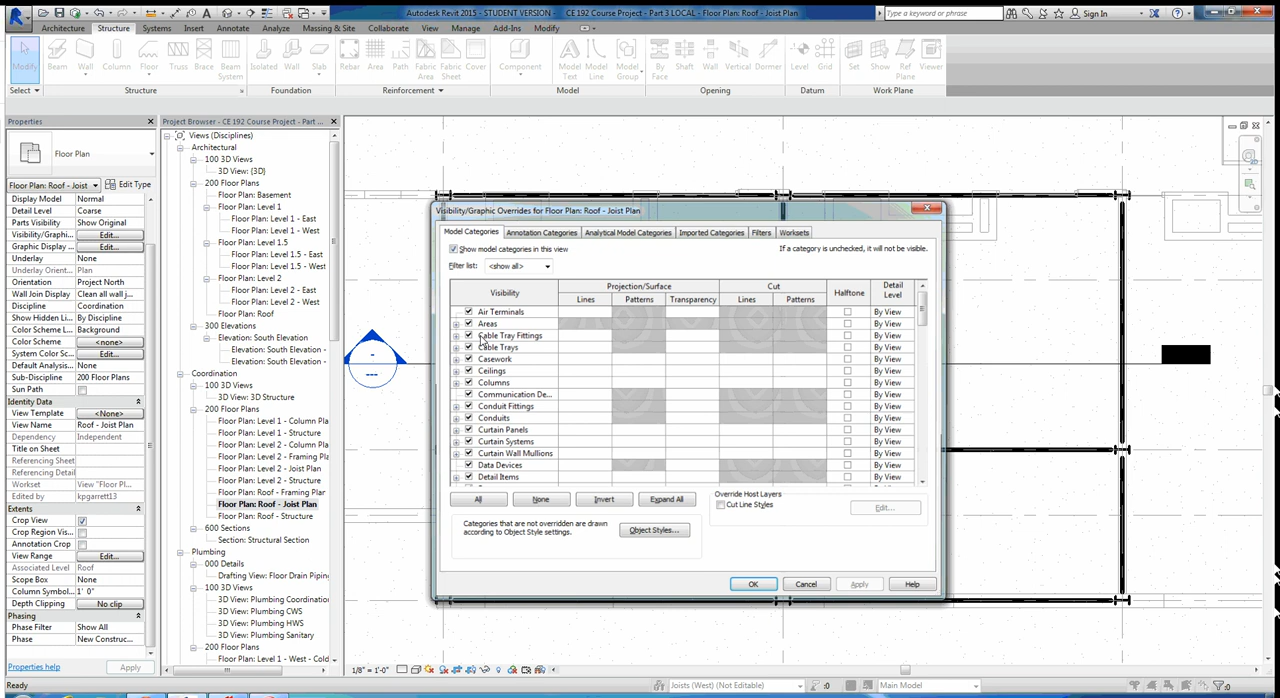 Autodesk Revit 2015 - STUDENT VERSION - CE 192 Course Project - Part 3 LOCAL - Floor Plan: Roof - Joist Plan
Type a keyword or phrase
Sign In
Architecture Structure Systems Insert Annotate Analyze Massing & Site Collaborate View Manage Add-Ins Modify
Modify Beam Wall Column Floor Truss Brace Beam System Isolated Wall Slab Rebar Area Path Fabric Area Fabric Sheet Cover Component Model Text Model Line Model Group By Face Shaft Wall Vertical Dormer Level Grid Set Show Ref Plane Viewer
Select Structure Foundation Reinforcement Model Opening Datum Work Plane
Properties
Floor Plan
Floor Plan: Roof - Joist Edit Type
Display Model Normal
Detail Level Coarse
Parts Visibility Show Original
Visibility/Graphi... Edit...
Graphic Display ... Edit...
Underlay None
Underlay Orien... Plan
Orientation Project North
Wall Join Display Clean all wall j...
Discipline Coordination
Show Hidden Li... By Discipline
Color Scheme L... Background
Color Scheme <none>
System Color Sc... Edit...
Default Analysis... None
Sub-Discipline 200 Floor Plans
Sun Path
Identity Data
View Template <None>
View Name Roof - Joist Plan
Dependency Independent
Title on Sheet
Referencing Sheet
Referencing Detail
Workset View "Floor Pl...
Edited by kpgarrett13
Extents
Crop View
Crop Region Vis...
Annotation Crop
View Range Edit...
Associated Level Roof
Scope Box None
Column Symbol... 1' 0"
Depth Clipping No clip
Phasing
Phase Filter Show All
Phase New Construc...
Properties help Apply
Project Browser - CE 192 Course Project - Part ...
Views (Disciplines)
Architectural
100 3D Views
3D View: {3D}
200 Floor Plans
Floor Plan: Basement
Floor Plan: Level 1
Floor Plan: Level 1 - East
Floor Plan: Level 1 - West
Floor Plan: Level 1.5
Floor Plan: Level 1.5 - East
Floor Plan: Level 1.5 - West
Floor Plan: Level 2
Floor Plan: Level 2 - East
Floor Plan: Level 2 - West
Floor Plan: Roof
300 Elevations
Elevation: South Elevation
Elevation: South Elevation -
Elevation: South Elevation -
Coordination
100 3D Views
3D View: 3D Structure
200 Floor Plans
Floor Plan: Level 1 - Column Pl
Floor Plan: Level 1 - Structure
Floor Plan: Level 2 - Column Pl
Floor Plan: Level 2 - Framing Pl
Floor Plan: Level 2 - Joist Plan
Floor Plan: Level 2 - Structure
Floor Plan: Roof - Framing Plar
Floor Plan: Roof - Joist Plan
Floor Plan: Roof - Structure
600 Sections
Section: Structural Section
Plumbing
000 Details
Drafting View: Floor Drain Piping
100 3D Views
3D View: Plumbing Coordination
3D View: Plumbing CWS
3D View: Plumbing HWS
3D View: Plumbing Sanitary
200 Floor Plans
Floor Plan: Level 1 - West - Cold
Visibility/Graphic Overrides for Floor Plan: Roof - Joist Plan
Model Categories Annotation Categories Analytical Model Categories Imported Categories Filters Worksets
Show model categories in this view If a category is unchecked, it will not be visible.
Filter list: <show all>
Visibility Projection/Surface Cut Halftone Detail Level
Lines Patterns Transparency Lines Patterns
Air Terminals By View
Areas By View
Cable Tray Fittings By View
Cable Trays By View
Casework By View
Ceilings By View
Columns By View
Communication De... By View
Conduit Fittings By View
Conduits By View
Curtain Panels By View
Curtain Systems By View
Curtain Wall Mullions By View
Data Devices By View
Detail Items By View
All None Invert Expand All
Override Host Layers
Cut Line Styles Edit...
Categories that are not overridden are drawn
according to Object Style settings.
Object Styles...
OK Cancel Apply Help
1/8" = 1'-0"
Ready Joists (West) (Not Editable) :0 Main Model :0